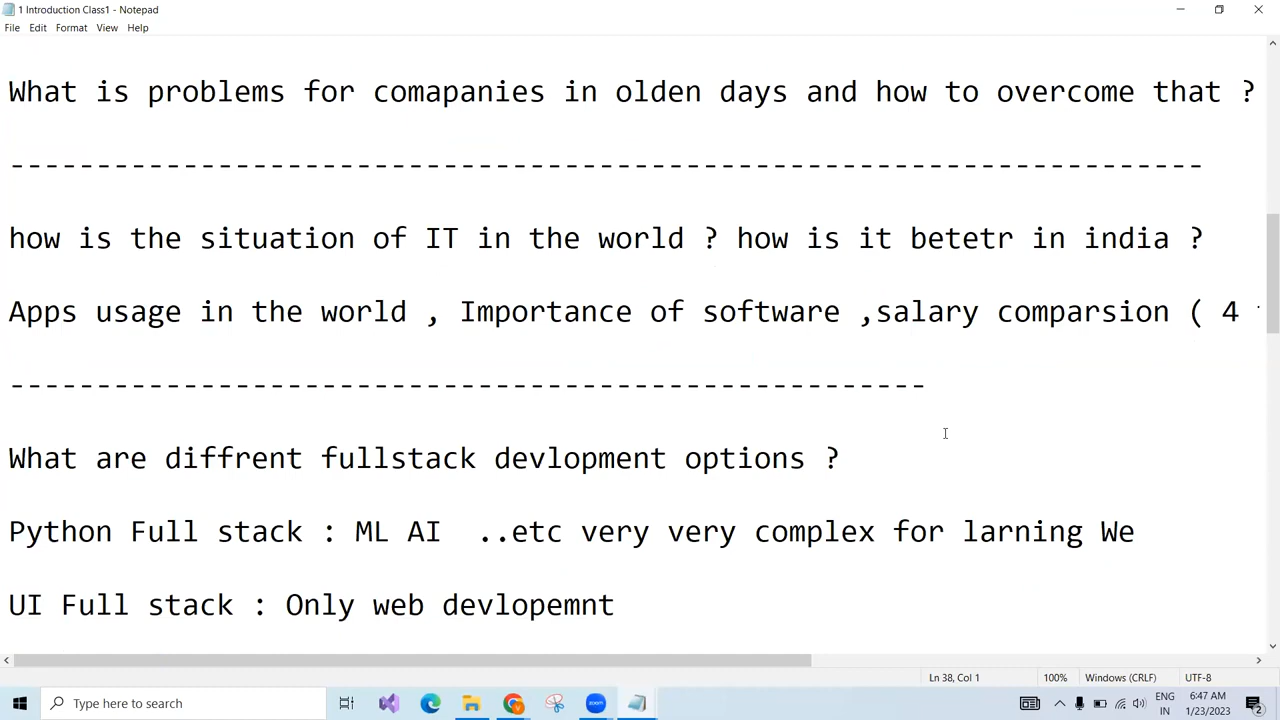 1 Introduction Class1 - Notepad
File Edit Format View Help
What is problems for comapanies in olden days and how to overcome that ?
-------------------------------------------------------------------
how is the situation of IT in the world ? how is it betetr in india ?
Apps usage in the world , Importance of software ,salary comparsion ( 4
-----------------------------------------------------
What are diffrent fullstack devlopment options ?
Python Full stack : ML AI  ..etc very very complex for larning We
UI Full stack : Only web devlopemnt
Ln 38, Col 1 100% Windows (CRLF) UTF-8
Type here to search
zoom
ENG
IN
6:47 AM
1/23/2023
2